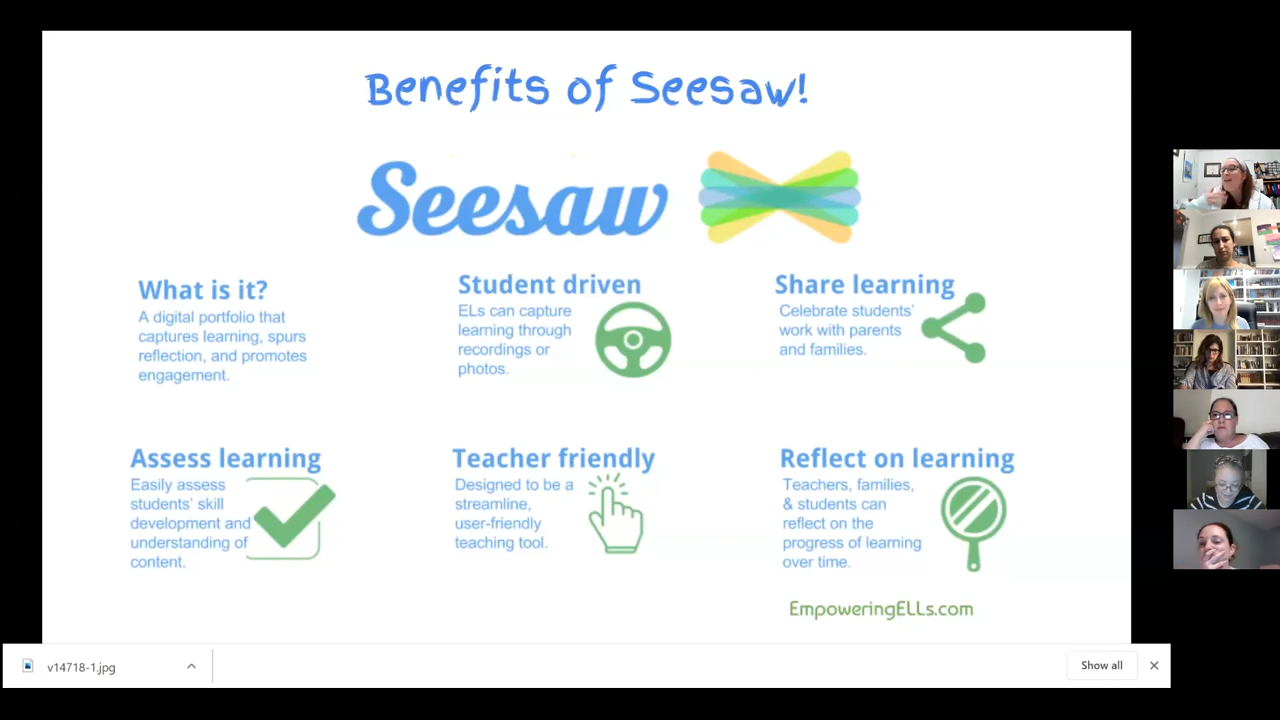 Benefits of Seesaw!
Seesaw
What is it?
A digital portfolio that
captures learning, spurs
reflection, and promotes
engagement.
Student driven
ELs can capture
learning through
recordings or
photos.
Share learning
Celebrate students'
work with parents
and families.
Assess learning
Easily assess
students' skill
development and
understanding of
content.
Teacher friendly
Designed to be a
streamline,
user-friendly
teaching tool.
Reflect on learning
Teachers, families,
& students can
reflect on the
progress of learning
over time.
EmpoweringELLs.com
v14718-1.jpg
Show all